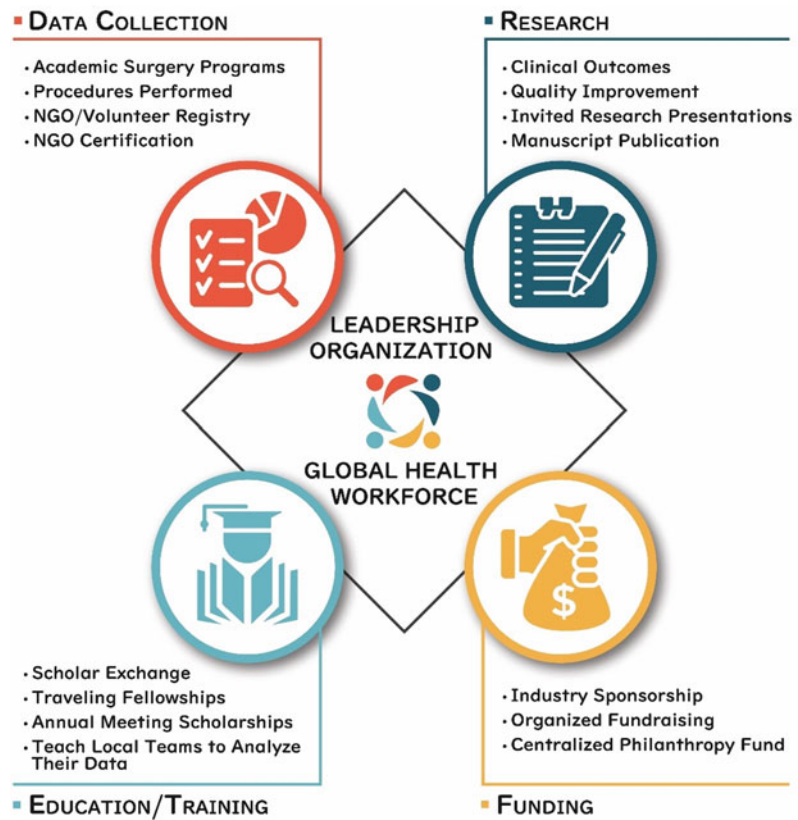 ▪ DATA COLLECTION
· Academic Surgery Programs
· Procedures Performed
· NGO/Volunteer Registry
· NGO Certification
▪ RESEARCH
· Clinical Outcomes
· Quality Improvement
· Invited Research Presentations
· Manuscript Publication
LEADERSHIP
ORGANIZATION
GLOBAL HEALTH
WORKFORCE
$
· Scholar Exchange
· Traveling Fellowships
· Annual Meeting Scholarships
· Teach Local Teams to Analyze
Their Data
▪ EDUCATION/TRAINING
· Industry Sponsorship
· Organized Fundraising
· Centralized Philanthropy Fund
▪ FUNDING